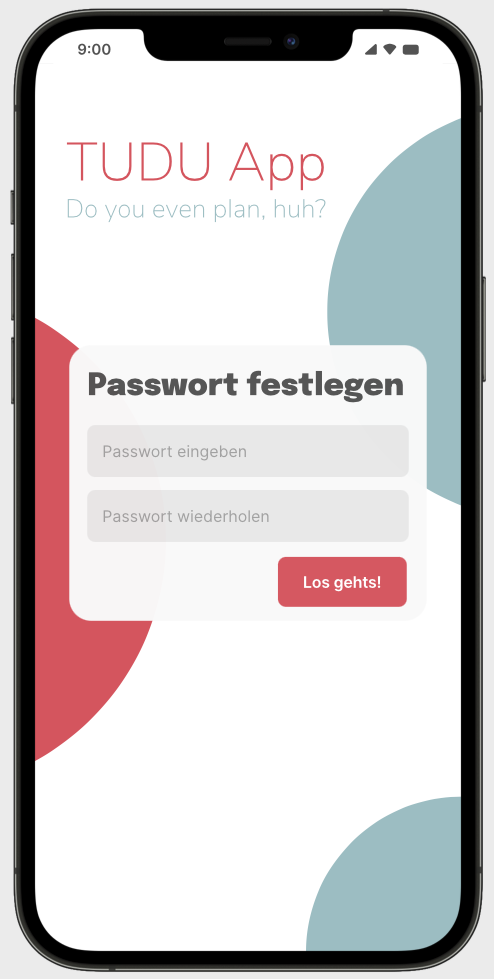 9:00
TUDU App
Do you even plan, huh?
Passwort festlegen
Passwort eingeben
Passwort wiederholen
Los gehts!